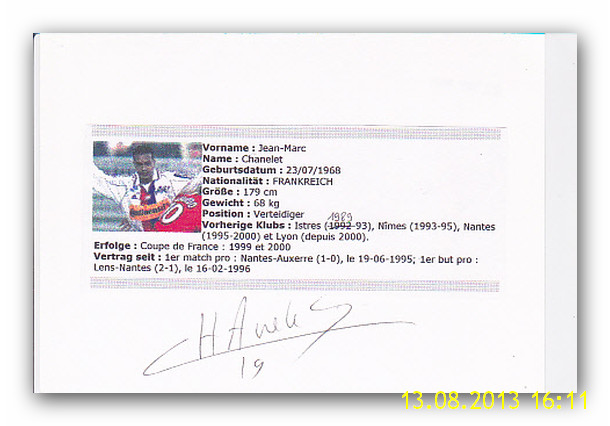 Vorname : Jean-Marc
Name : Chanelet
Geburtsdatum : 23/07/1968
Nationalität : FRANKREICH
Größe : 179 cm
Gewicht : 68 kg
Position : Verteidiger
1989
Vorherige Klubs : Istres (1992-93), Nîmes (1993-95), Nantes
(1995-2000) et Lyon (depuis 2000).
Erfolge : Coupe de France : 1999 et 2000
Vertrag seit : 1er match pro : Nantes-Auxerre (1-0), le 19-06-1995; 1er but pro :
Lens-Nantes (2-1), le 16-02-1996
19
13.08.2013 16:11